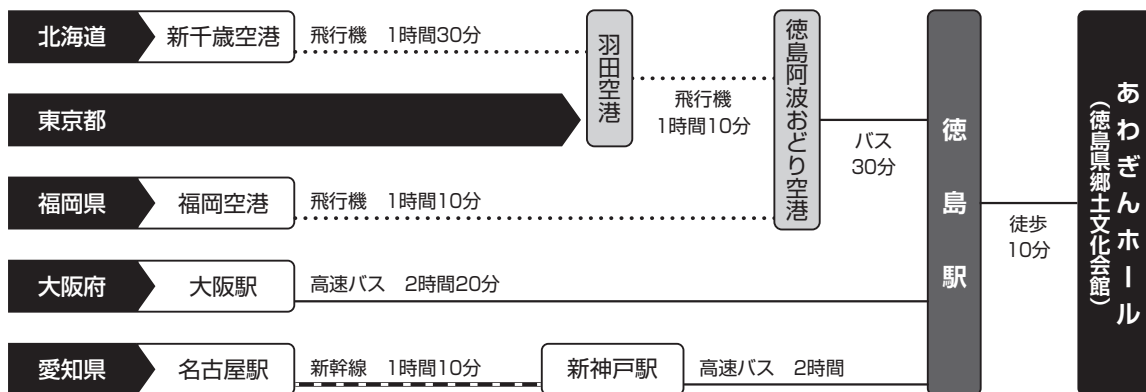 北海道
新千歳空港
飛行機 1時間30分
羽田空港
飛行機
1時間10分
徳島阿波おどり空港
バス
30分
徳島駅
徒歩
10分
あわぎんホール
(徳島県郷土文化会館)
東京都
福岡県
福岡空港
飛行機 1時間10分
大阪府
大阪駅
高速バス 2時間20分
愛知県
名古屋駅
新幹線 1時間10分
新神戸駅
高速バス 2時間